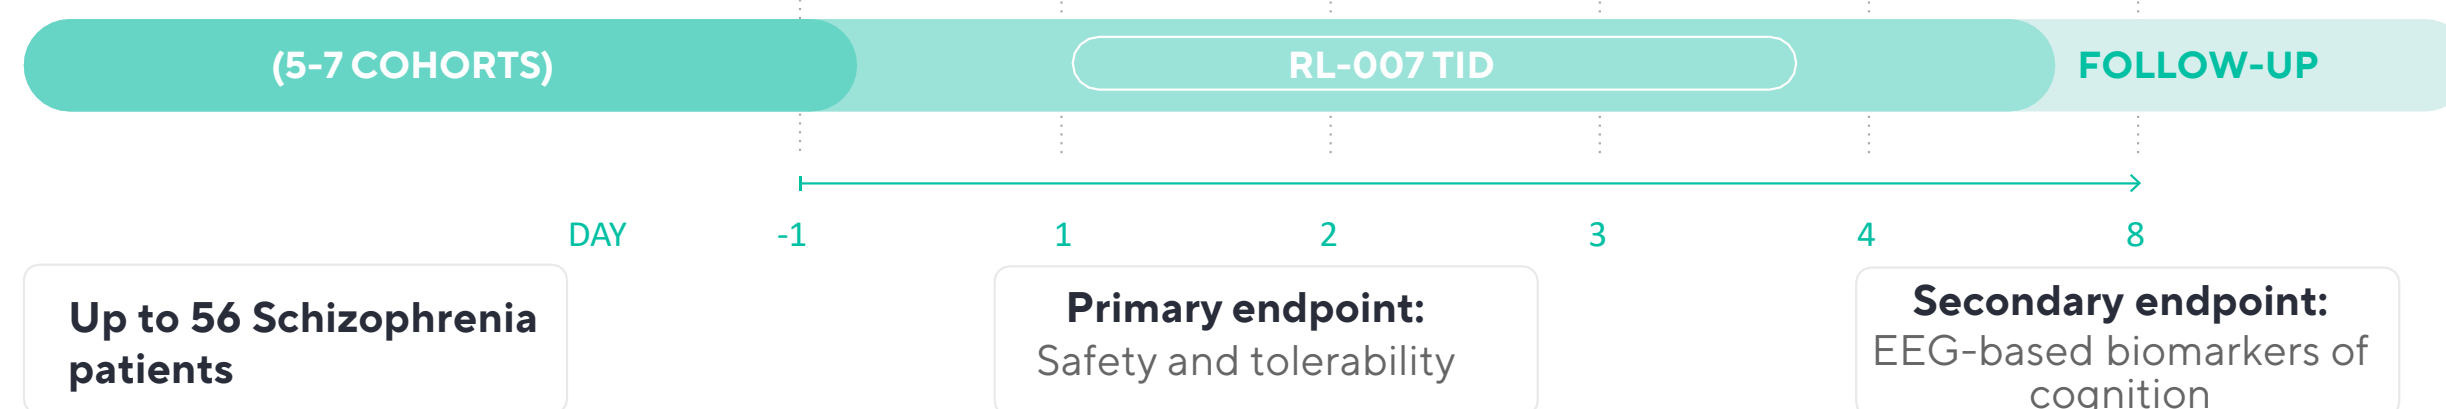 (5-7 COHORTS)
RL-007 TID
FOLLOW-UP
DAY -1 1 2 3 4 8
Up to 56 Schizophrenia
patients
Primary endpoint:
Safety and tolerability
Secondary endpoint:
EEG-based biomarkers of
cognition